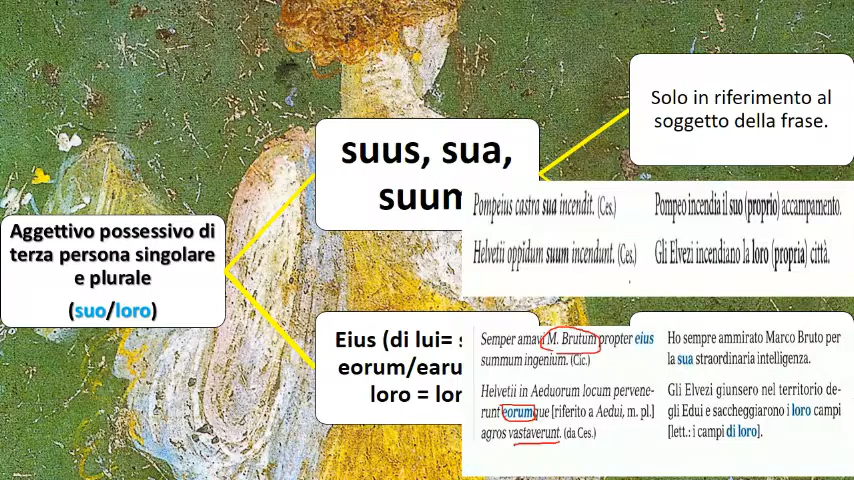 Aggettivo possessivo di
terza persona singolare
e plurale
(suo/loro)
suus, sua,
suum
Solo in riferimento al
soggetto della frase.
Pompeius castra sua incendit. (Ces.)
Pompeo incendia il suo (proprio) accampamento.
Helvetii oppidum suum incendunt. (Ces.)
Gli Elvezi incendiano la loro (propria) città.
Eius (di lui= s
eorum/earu
loro = lor
Semper amavi M. Brutum propter eius
summum ingenium. (Cic.)
Ho sempre ammirato Marco Bruto per
la sua straordinaria intelligenza.
Helvetii in Aeduorum locum pervene-
runt eorumque [riferito a Aedui, m. pl.]
agros vastaverunt. (da Ces.)
Gli Elvezi giunsero nel territorio de-
gli Edui e saccheggiarono i loro campi
[lett.: i campi di loro].